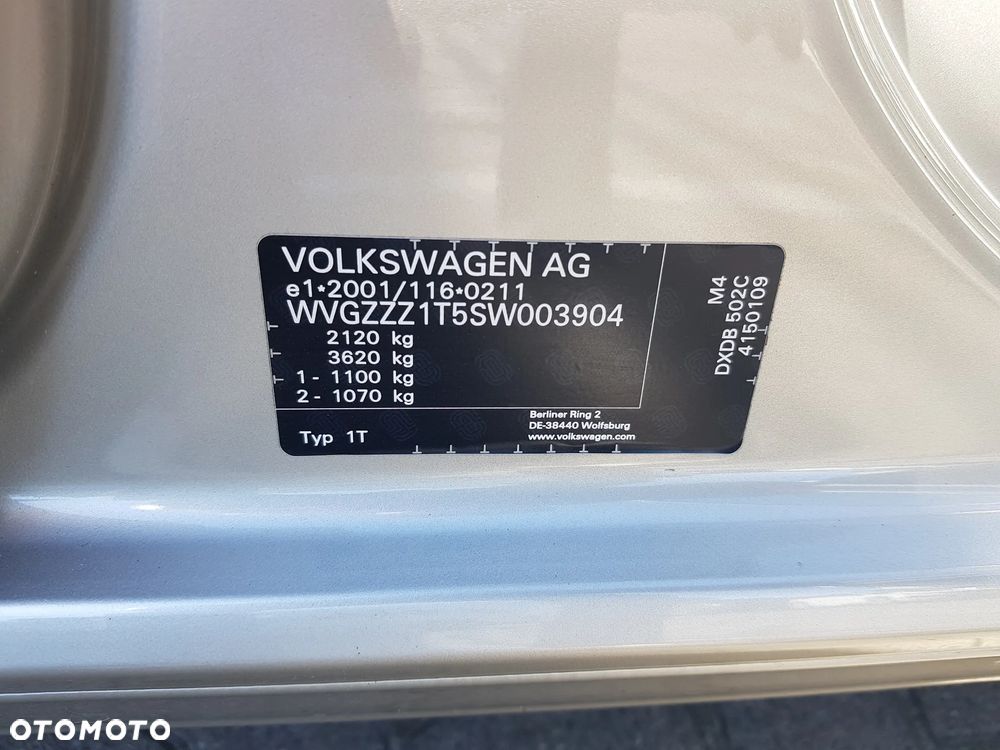 VOLKSWAGEN AG
e1*2001/116*0211
WVGZZZ1T5SW003904
2120 kg
3620 kg
1 - 1100 kg
2 - 1070 kg
Typ 1T
Berliner Ring 2
DE-38440 Wolfsburg
www.volkswagen.com
M4
DXDB 502C
4150109
OTOMOTO